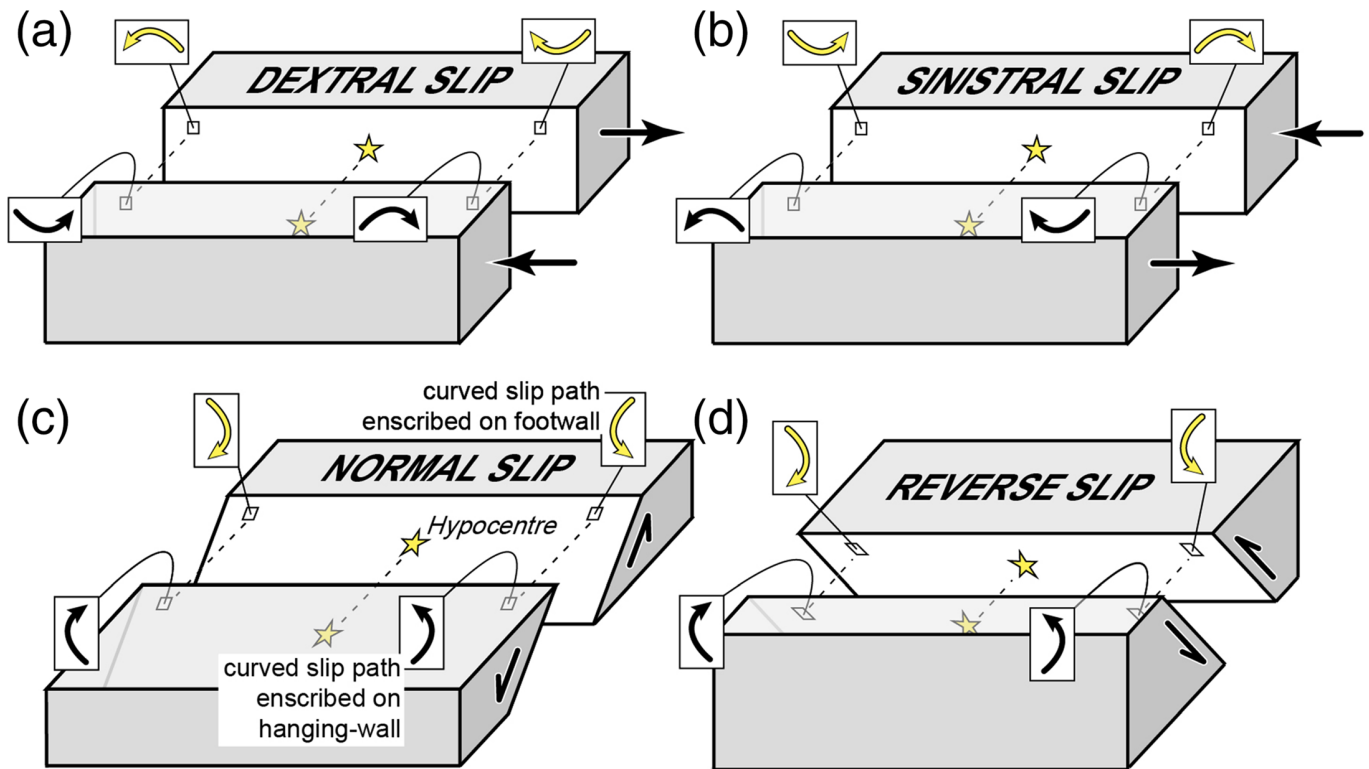 (a)
DEXTRAL SLIP
(b)
SINISTRAL SLIP
(c)
curved slip path
enscribed on footwall
NORMAL SLIP
Hypocentre
curved slip path
enscribed on
hanging-wall
(d)
REVERSE SLIP